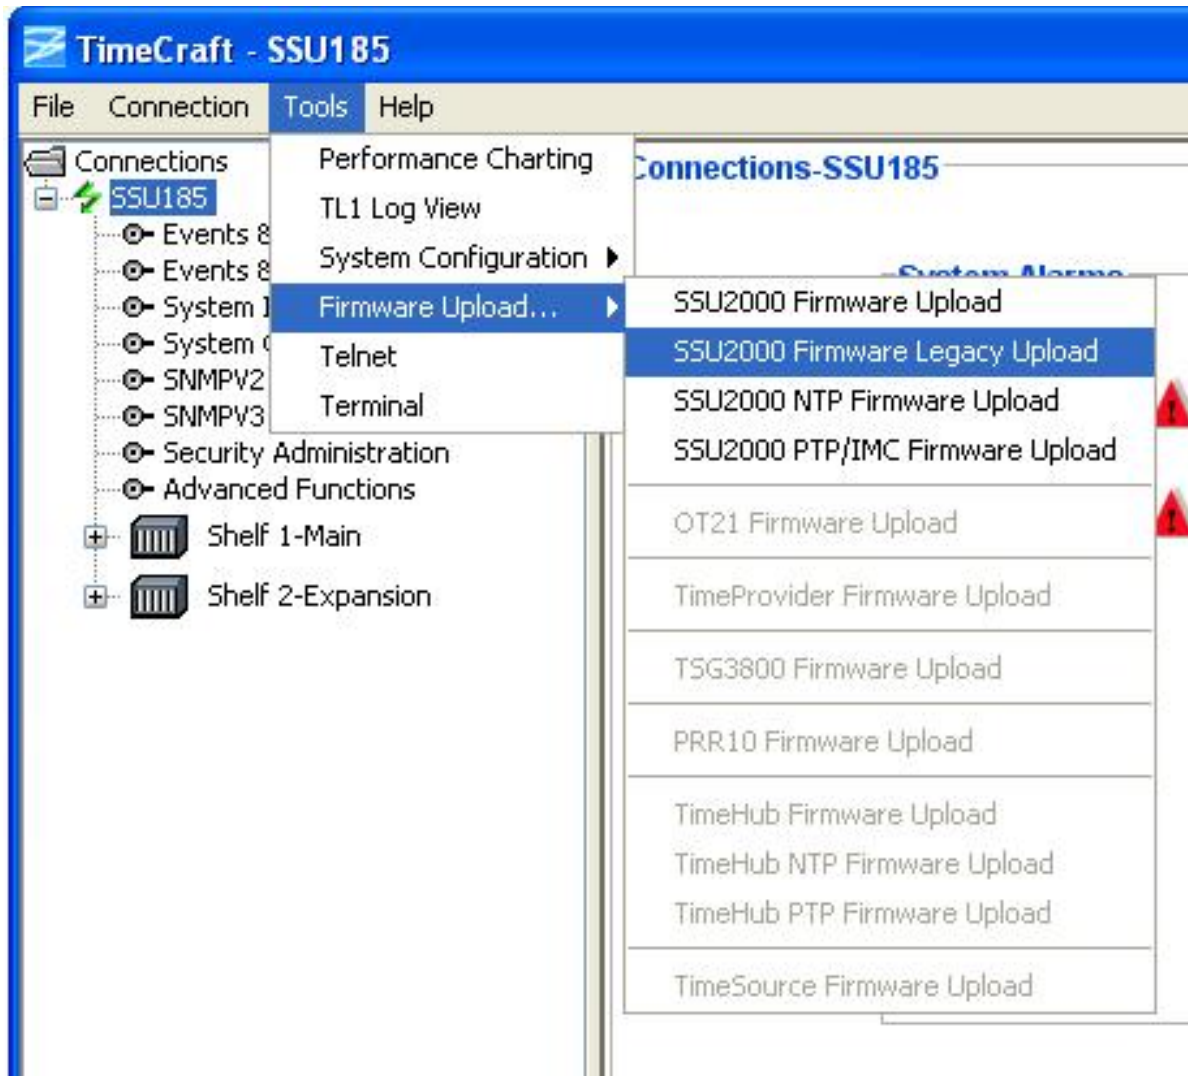 TimeCraft - SSU185
File Connection Tools Help
Connections
SSU185
Events &
Events &
System
System
SNMPV2
SNMPV3
Security Administration
Advanced Functions
Shelf 1-Main
Shelf 2-Expansion
Performance Charting
TL1 Log View
System Configuration
Firmware Upload...
Telnet
Terminal
Connections-SSU185
System Alarms
SSU2000 Firmware Upload
SSU2000 Firmware Legacy Upload
SSU2000 NTP Firmware Upload
SSU2000 PTP/IMC Firmware Upload
OT21 Firmware Upload
TimeProvider Firmware Upload
TSG3800 Firmware Upload
PRR10 Firmware Upload
TimeHub Firmware Upload
TimeHub NTP Firmware Upload
TimeHub PTP Firmware Upload
TimeSource Firmware Upload